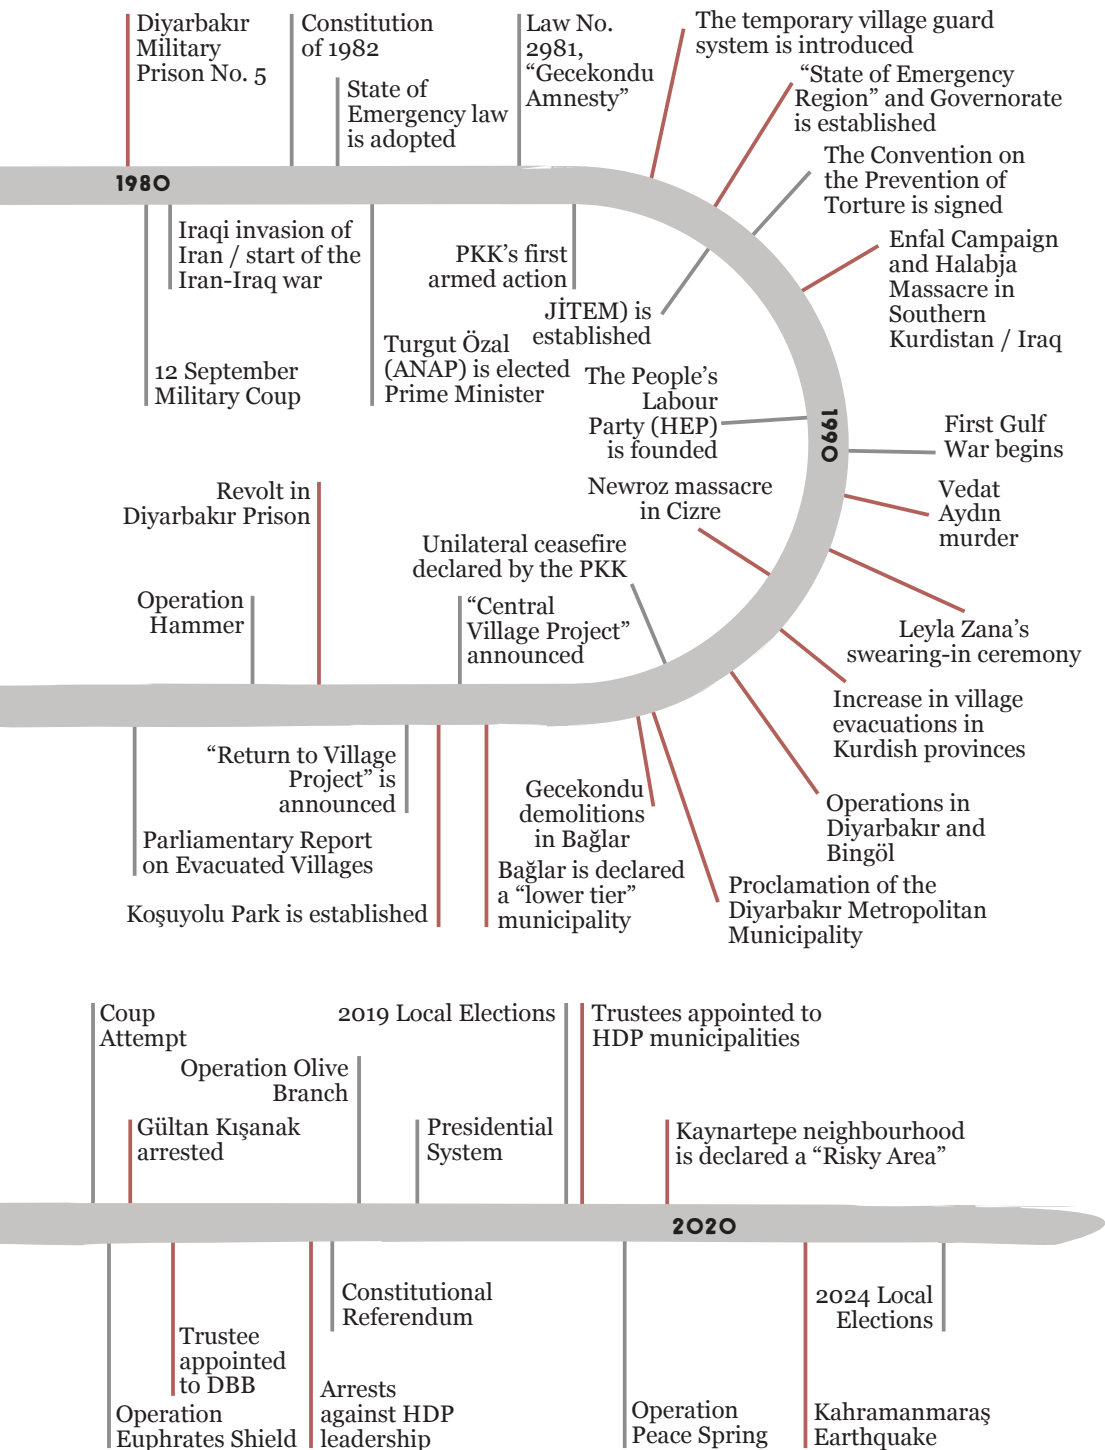 Diyarbakır
Military
Prison No. 5
Constitution
of 1982
State of
Emergency law
is adopted
Law No.
2981,
“Gecekondu
Amnesty”
The temporary village guard
system is introduced
“State of Emergency
Region” and Governorate
is established
The Convention on
the Prevention of
Torture is signed
Enfal Campaign
and Halabja
Massacre in
Southern
Kurdistan / Iraq
1980
Iraqi invasion of
Iran / start of the
Iran-Iraq war
12 September
Military Coup
Turgut Özal
(ANAP) is elected
Prime Minister
PKK’s first
armed action
JİTEM) is
established
The People’s
Labour
Party (HEP)
is founded
1990
First Gulf
War begins
Vedat
Aydın
murder
Newroz massacre
in Cizre
Leyla Zana’s
swearing-in ceremony
Increase in village
evacuations in
Kurdish provinces
Unilateral ceasefire
declared by the PKK
Operations in
Diyarbakır and
Bingöl
Proclamation of the
Diyarbakır Metropolitan
Municipality
Gecekondu
demolitions
in Bağlar
“Central
Village Project”
announced
Bağlar is declared
a “lower tier”
municipality
Koşuyolu Park is established
“Return to Village
Project” is
announced
Revolt in
Diyarbakır Prison
Operation
Hammer
Parliamentary Report
on Evacuated Villages
Coup
Attempt
Gültan Kışanak
arrested
Operation Olive
Branch
Presidential
System
2019 Local Elections
Trustees appointed to
HDP municipalities
Kaynartepe neighbourhood
is declared a “Risky Area”
2020
Operation
Euphrates Shield
Trustee
appointed
to DBB
Arrests
against HDP
leadership
Constitutional
Referendum
Operation
Peace Spring
Kahramanmaraş
Earthquake
2024 Local
Elections